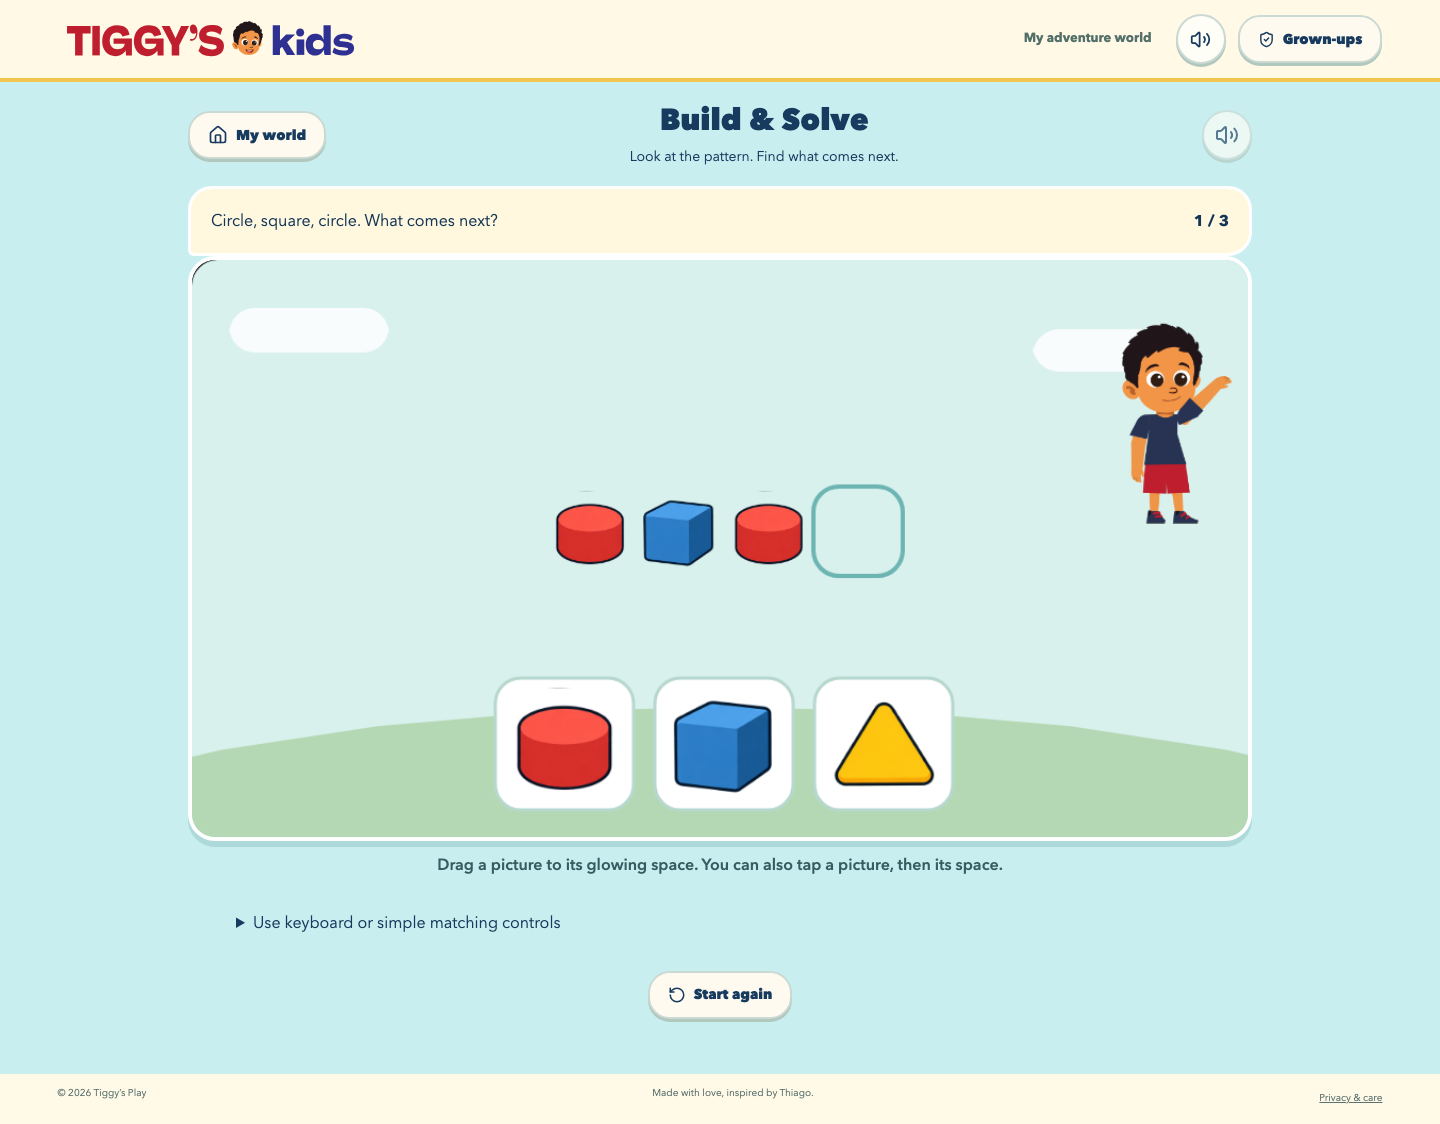 TIGGY'S kids
My adventure world
Grown-ups
My world
Build & Solve
Look at the pattern. Find what comes next.
Circle, square, circle. What comes next?
1 / 3
Drag a picture to its glowing space. You can also tap a picture, then its space.
Use keyboard or simple matching controls
Start again
© 2026 Tiggy's Play
Made with love, inspired by Thiago.
Privacy & care